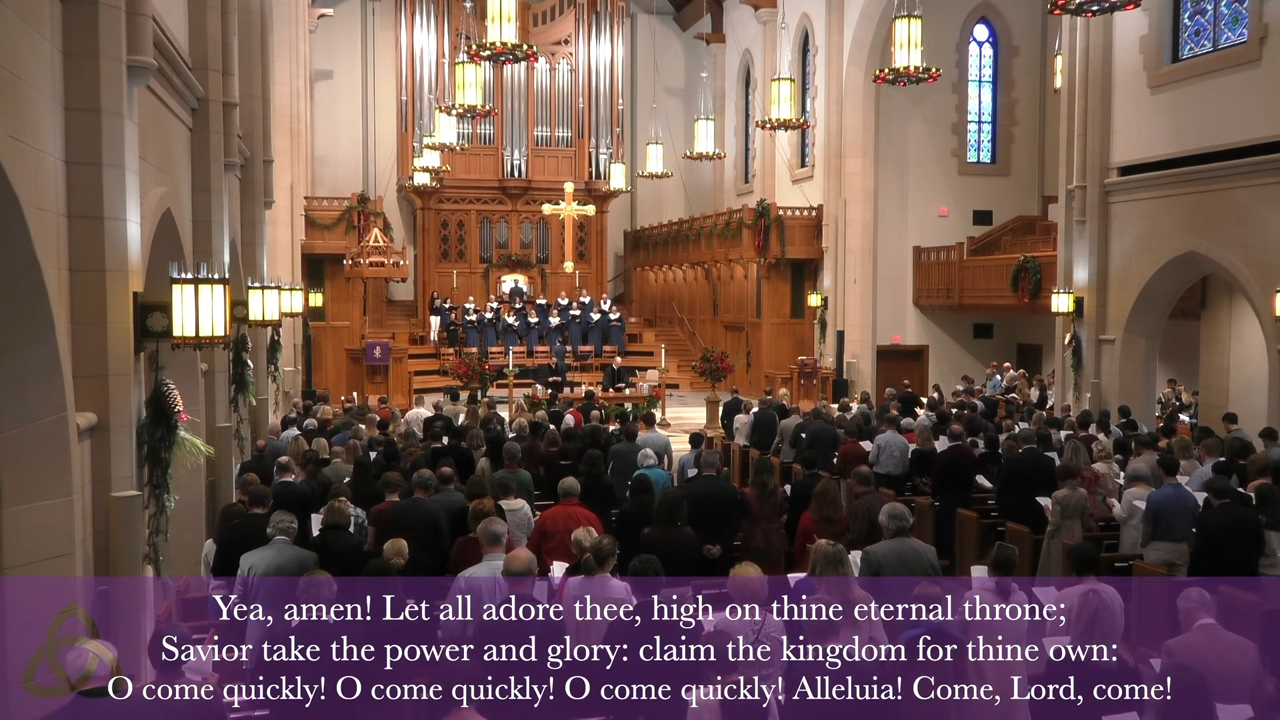 Yea, amen! Let all adore thee, high on thine eternal throne;
Savior take the power and glory: claim the kingdom for thine own:
O come quickly! O come quickly! O come quickly! Alleluia! Come, Lord, come!